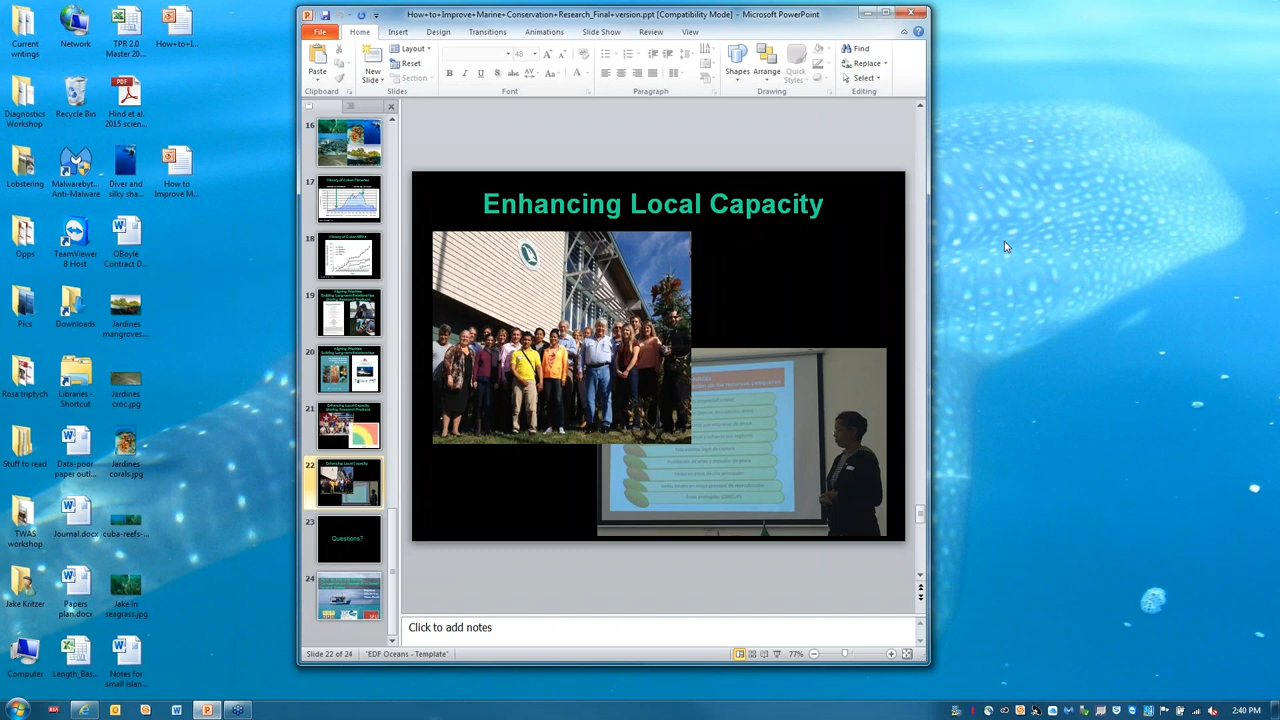 How+to+Improve+Marine+Conservation+Research_Final+version.ppt [Compatibility Mode] - Microsoft PowerPoint
File Home Insert Design Transitions Animations Slide Show Review View
Paste
Clipboard
New
Slide
Layout
Reset
Section
Slides
48
Font
Paragraph
Shapes
Arrange
Quick
Styles
Drawing
Find
Replace
Select
Editing
Current
writings
Network
TPR 2.0
Master 20...
How+to+I...
Diagnostics
Workshop
Recycle Bin
Hind et al.
2015 scien...
Lobstering
Malwarebyt...
Anti-Malware
Diver and
silky sha...
How to
Improve M...
Opps
TeamViewer
8 Host
OBoyle
Contract D...
Pics
Downloads
Jardines
mangroves...
Rosa triptych
Libraries -
Shortcut
Jardines
croc.jpg
Stuff to read
Data-poor
paper outl...
Jardines
corals.jpg
TWAS
workshop
Journal.docx
cuba-reefs-...
Jake Kritzer
Papers
plan.docx
Jake in
seagrass.jpg
Computer
Length_Bas...
Notes for
small islan...
16
17
18
19
20
21
22
Enhancing Local Capacity
23
Questions?
24
Enhancing Local Capacity
Click to add notes
Slide 22 of 24
"EDF Oceans - Template"
77%
2:40 PM